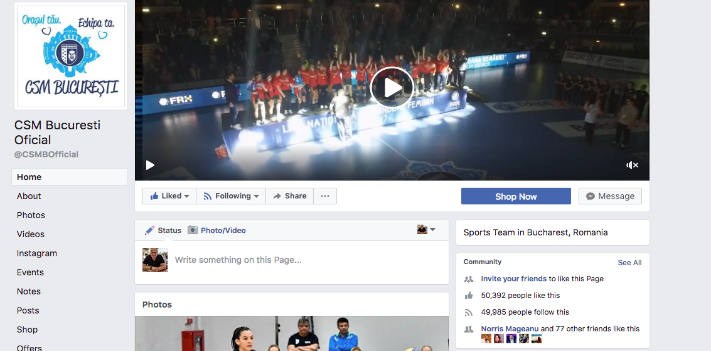 Orașul tău. Echipa ta.
CSM BUCUREȘTI
CSM Bucuresti
Oficial
@CSMBOfficial
Home
About
Photos
Videos
Instagram
Events
Notes
Posts
Shop
Offers
FRX
Liked
Following
Share
...
Shop Now
Message
Status
Photo/Video
Write something on this Page...
Photos
Sports Team in Bucharest, Romania
Community
See All
Invite your friends to like this Page
50,392 people like this
49,985 people follow this
Norris Mageanu and 77 other friends like this